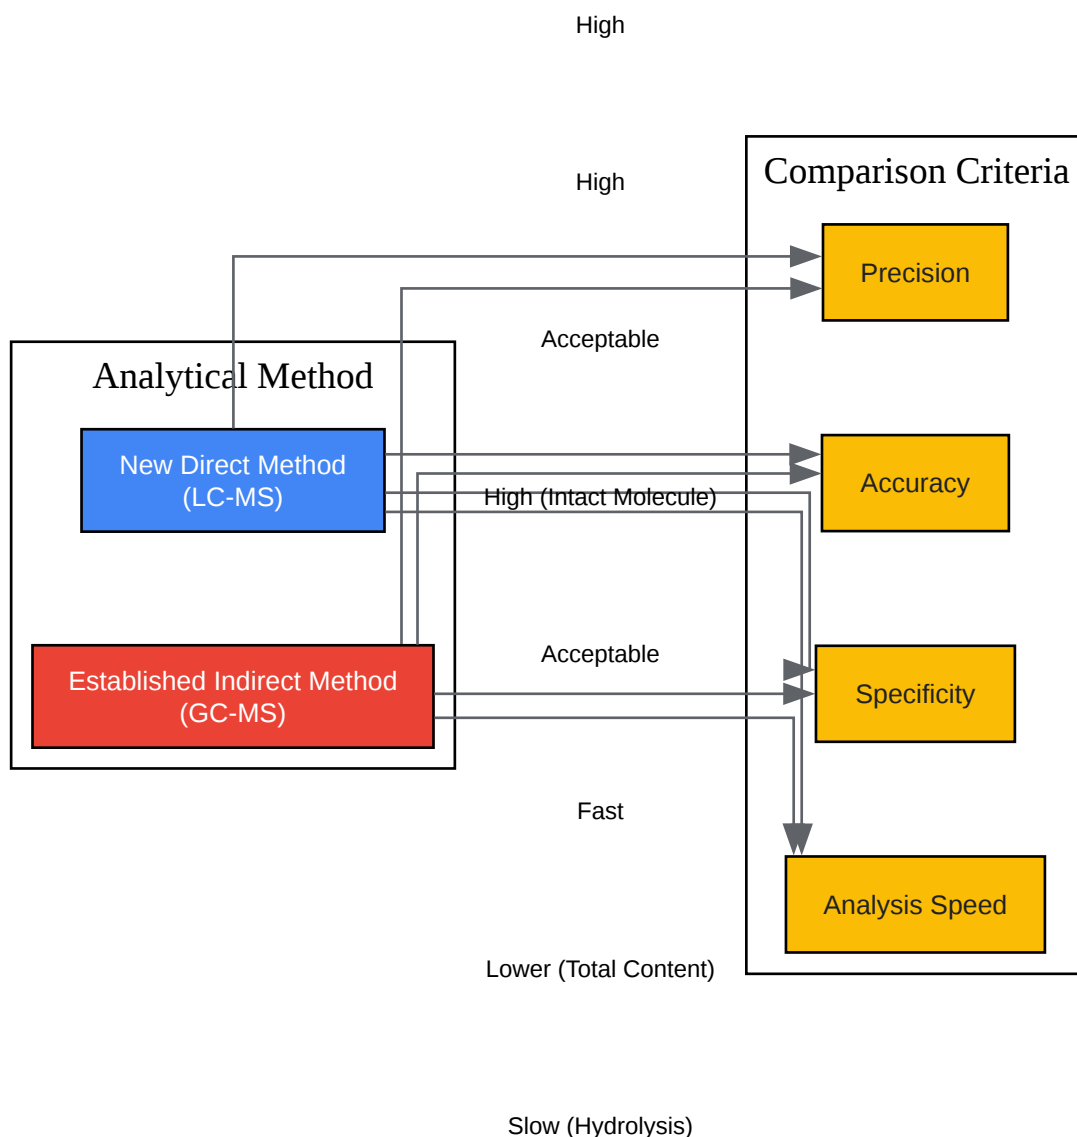 High
High
Comparison Criteria
Precision
Acceptable
Analytical Method
New Direct Method
(LC-MS)
Accuracy
High (Intact Molecule)
Acceptable
Established Indirect Method
(GC-MS)
Specificity
Fast
Analysis Speed
Lower (Total Content)
Slow (Hydrolysis)